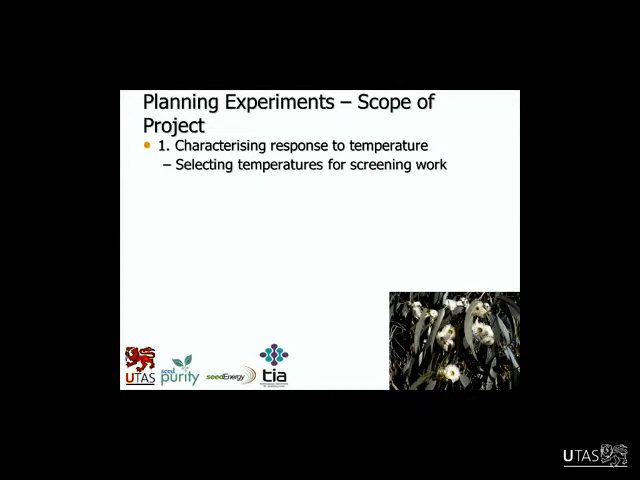 Planning Experiments – Scope of
Project
1. Characterising response to temperature
– Selecting temperatures for screening work
UTAS
seed
purity
seedEnergy
tia
UTAS